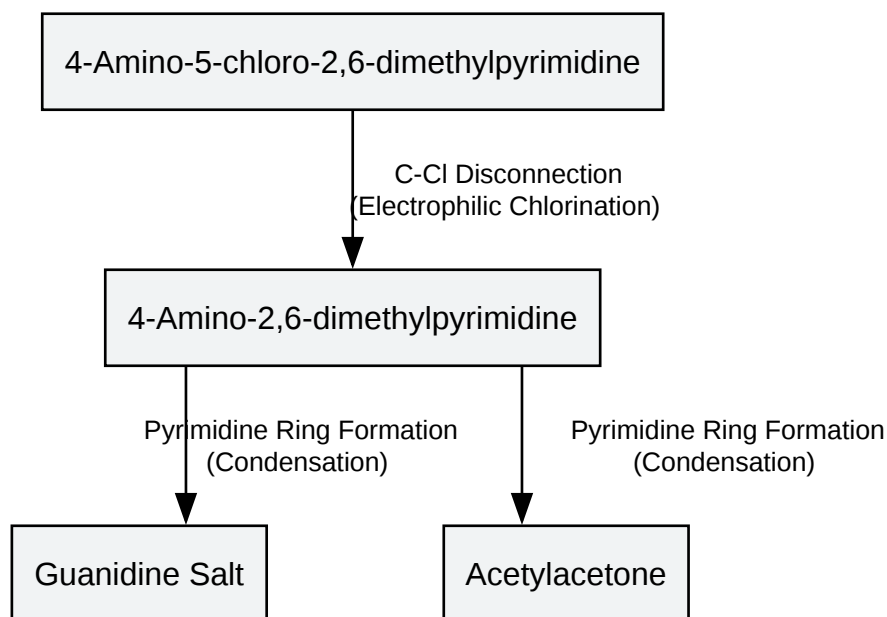 4-Amino-5-chloro-2,6-dimethylpyrimidine
C-Cl Disconnection
(Electrophilic Chlorination)
4-Amino-2,6-dimethylpyrimidine
Pyrimidine Ring Formation
(Condensation)
Pyrimidine Ring Formation
(Condensation)
Guanidine Salt
Acetylacetone